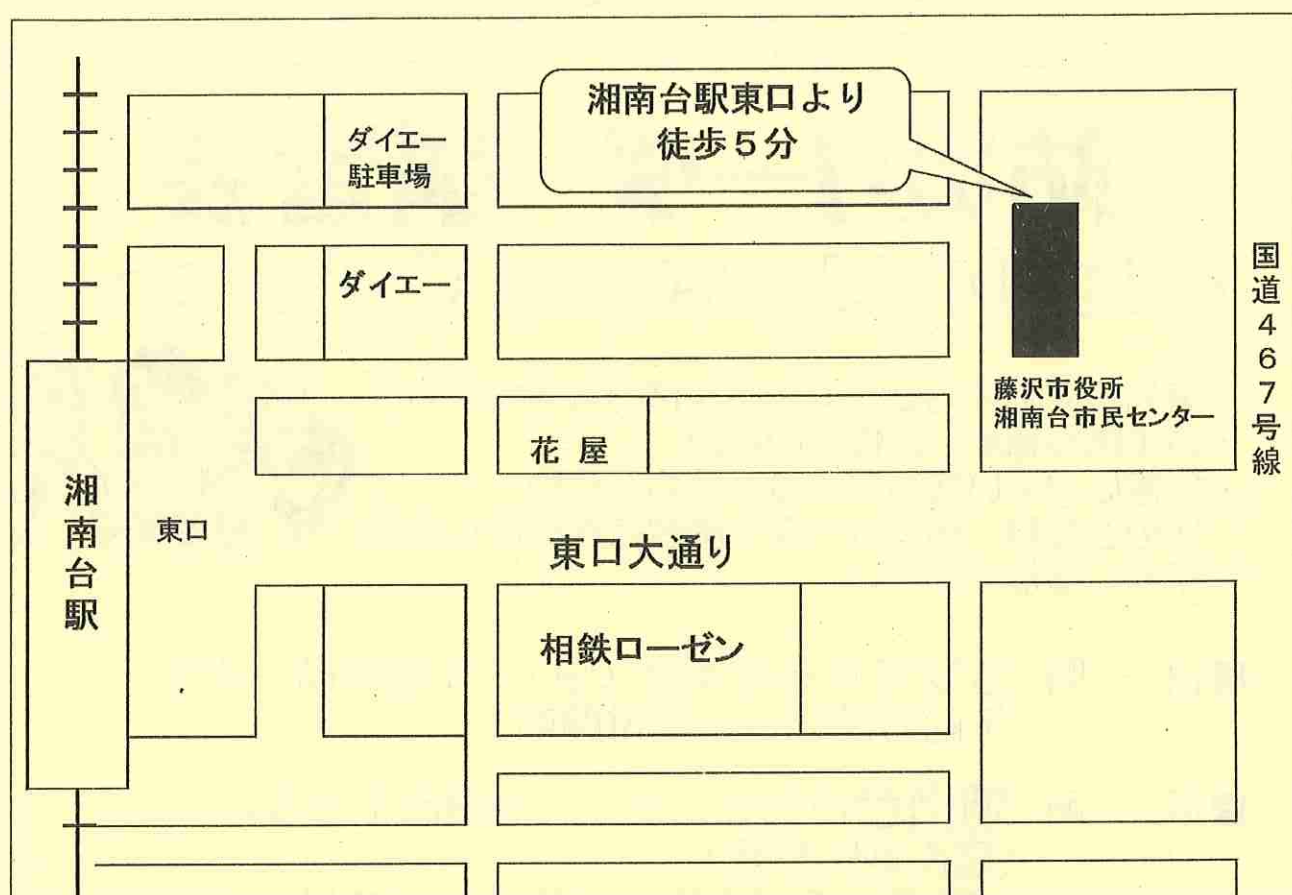 湘南台駅東口より
徒歩５分
ダイエー
駐車場
ダイエー
国道４６７号線
藤沢市役所
湘南台市民センター
花屋
湘南台駅
東口
東口大通り
相鉄ローゼン